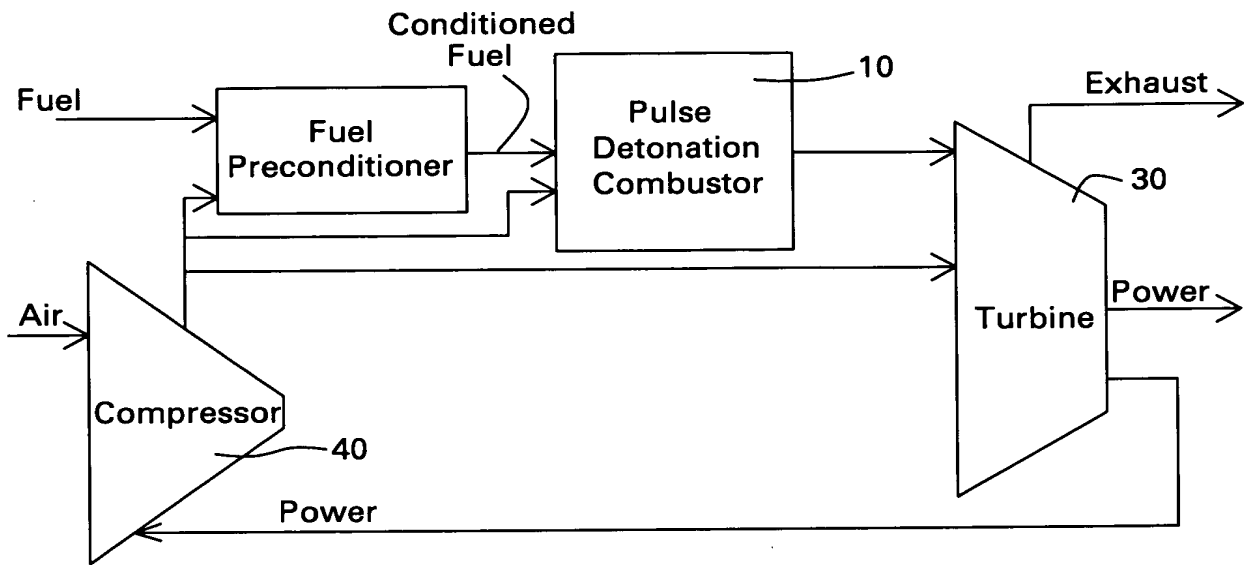 Conditioned
Fuel
10
Exhaust
Fuel
Fuel
Preconditioner
Pulse
Detonation
Combustor
30
Air
Power
Turbine
Compressor
40
Power